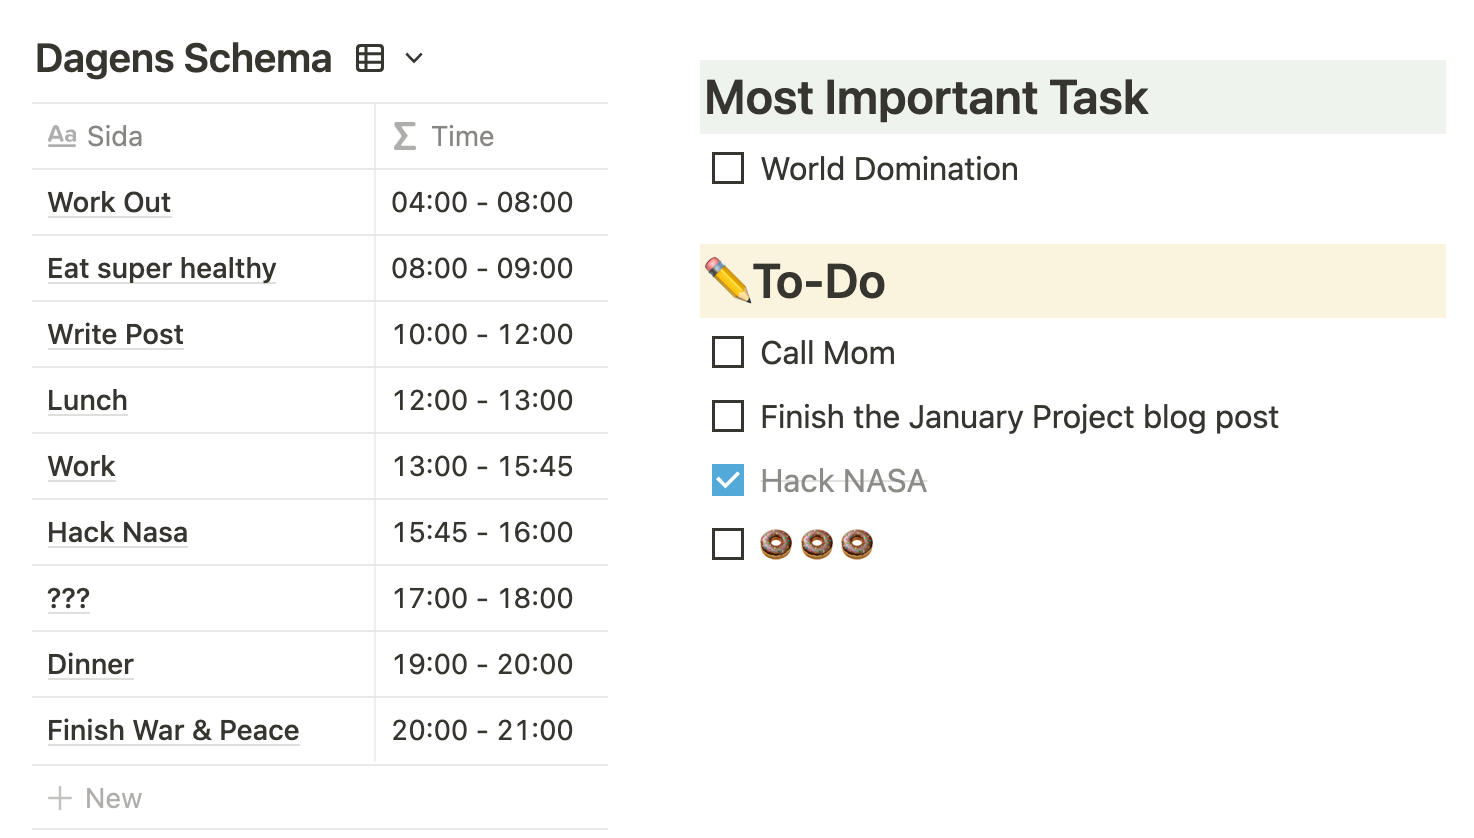 Dagens Schema
Aa Sida Σ Time
Work Out 04:00 - 08:00
Eat super healthy 08:00 - 09:00
Write Post 10:00 - 12:00
Lunch 12:00 - 13:00
Work 13:00 - 15:45
Hack Nasa 15:45 - 16:00
??? 17:00 - 18:00
Dinner 19:00 - 20:00
Finish War & Peace 20:00 - 21:00
+ New
Most Important Task
World Domination
✏️To-Do
Call Mom
Finish the January Project blog post
Hack NASA
🍩 🍩 🍩